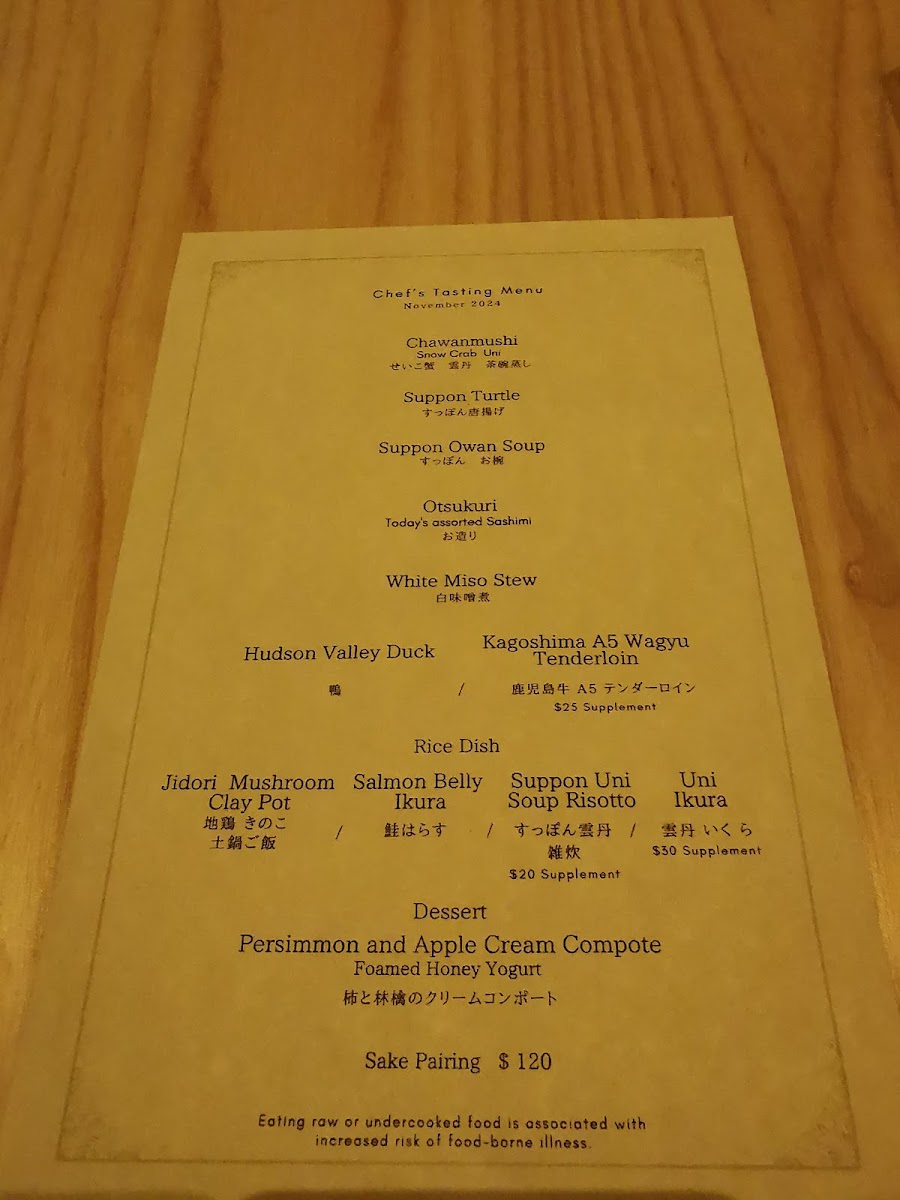 Chef's Tasting Menu
November 2024
Chawanmushi
Snow Crab Uni
せいこ蟹 雲丹 茶碗蒸し
Suppon Turtle
すっぽん唐揚げ
Suppon Owan Soup
すっぽん お椀
Otsukuri
Today's assorted Sashimi
お造り
White Miso Stew
白味噌煮
Hudson Valley Duck
鴨
/
Kagoshima A5 Wagyu
Tenderloin
鹿児島牛 A5 テンダーロイン
$25 Supplement
Rice Dish
Jidori Mushroom
Clay Pot
地鶏 きのこ
土鍋ご飯
/
Salmon Belly
Ikura
鮭はらす
/
Suppon Uni
Soup Risotto
すっぽん雲丹
雑炊
$20 Supplement
/
Uni
Ikura
雲丹 いくら
$30 Supplement
Dessert
Persimmon and Apple Cream Compote
Foamed Honey Yogurt
柿と林檎のクリームコンポート
Sake Pairing $ 120
Eating raw or undercooked food is associated with
increased risk of food-borne illness.